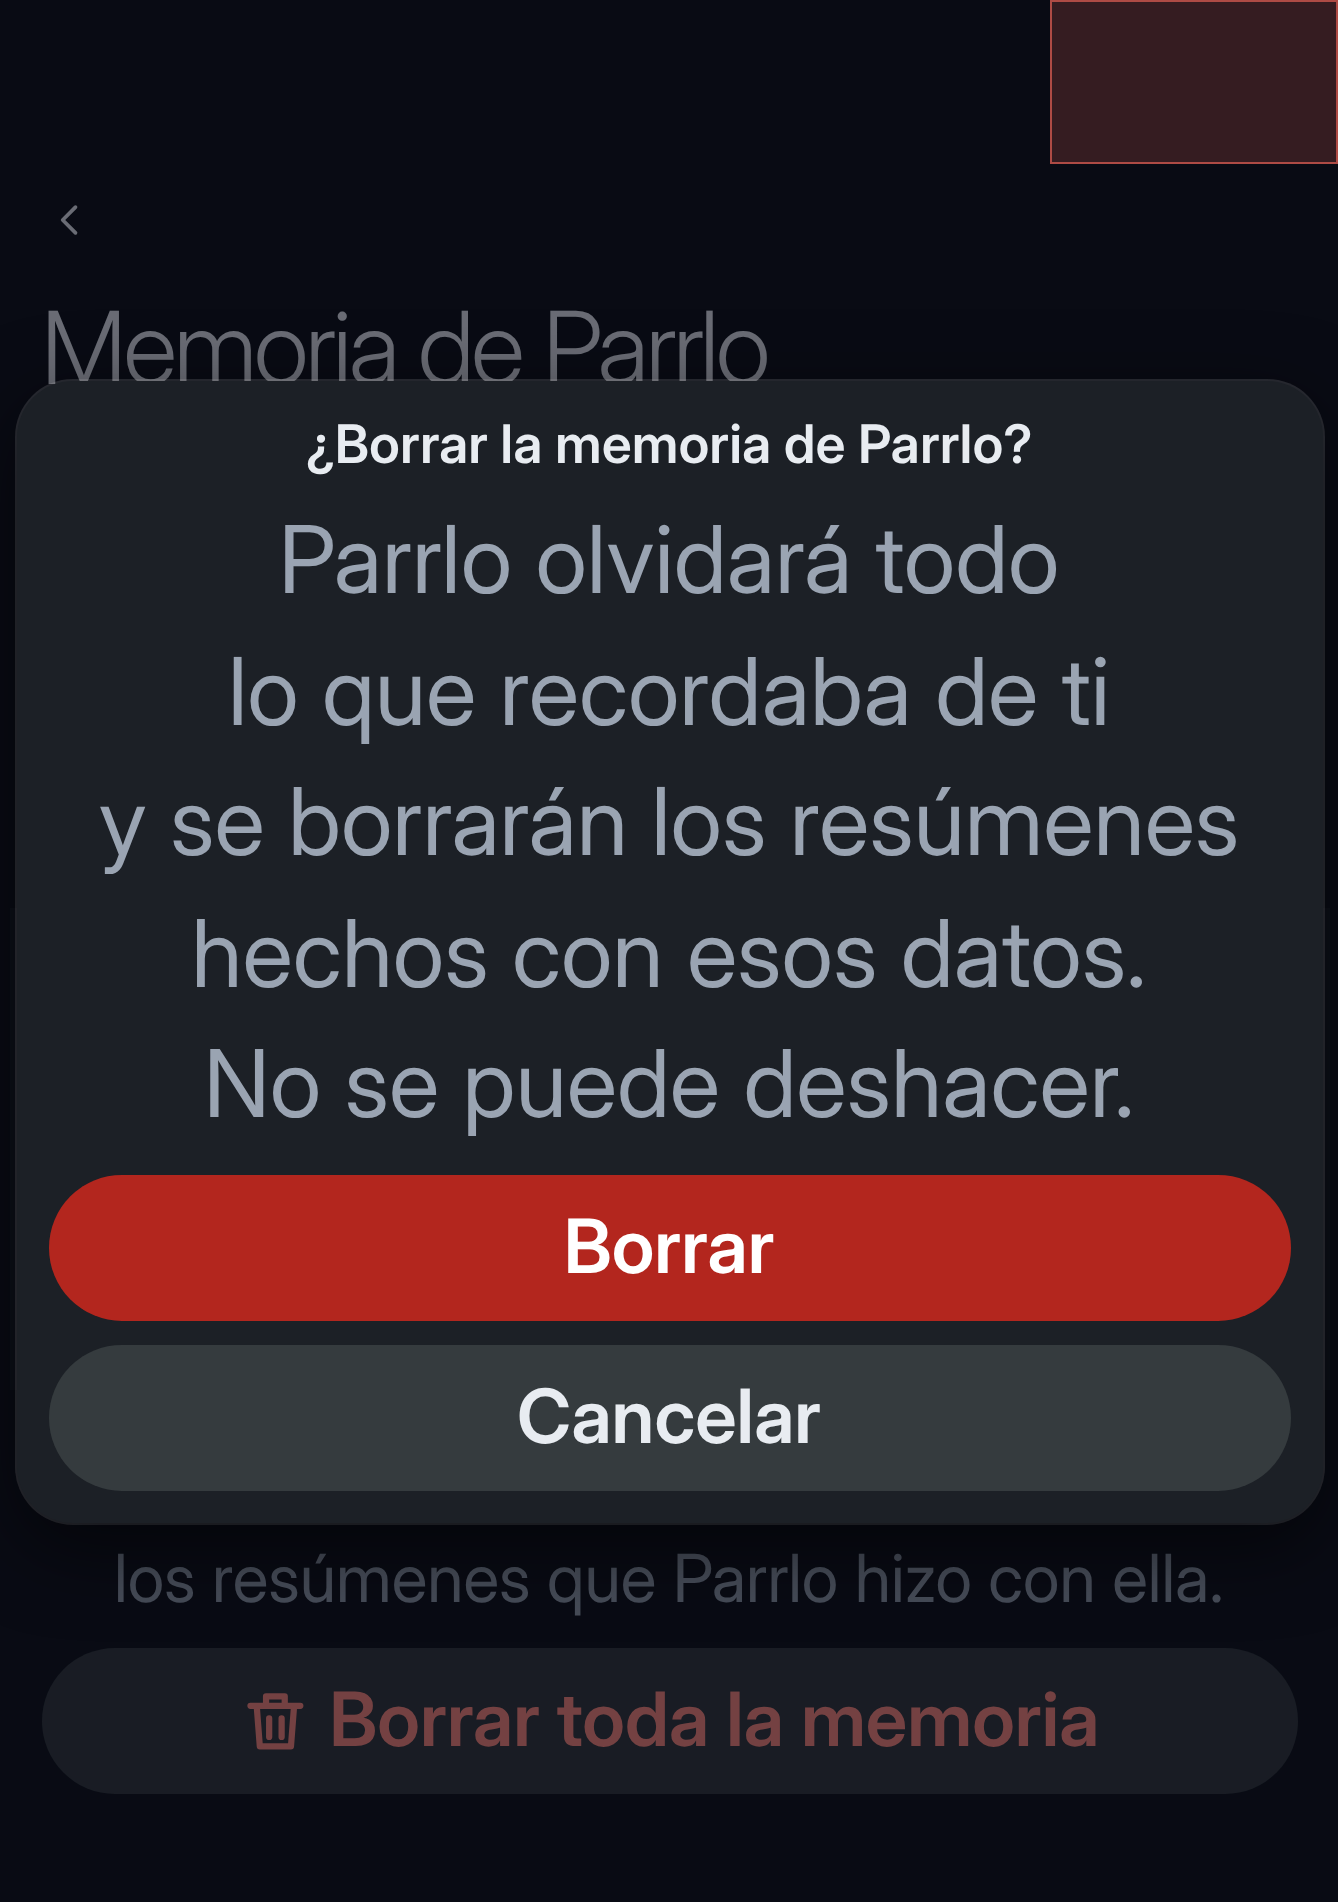 Memoria de Parrlo
¿Borrar la memoria de Parrlo?
Parrlo olvidará todo
lo que recordaba de ti
y se borrarán los resúmenes
hechos con esos datos.
No se puede deshacer.
Borrar
Cancelar
los resúmenes que Parrlo hizo con ella.
Borrar toda la memoria